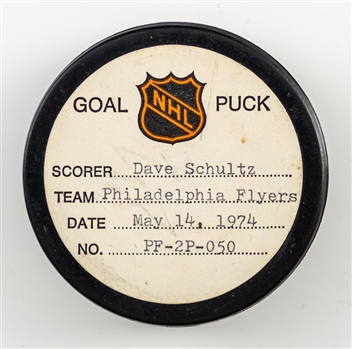 GOAL NHL PUCK
SCORER Dave Schultz
TEAM Philadelphia Flyers
DATE May 14, 1974
NO. PF-2P-050